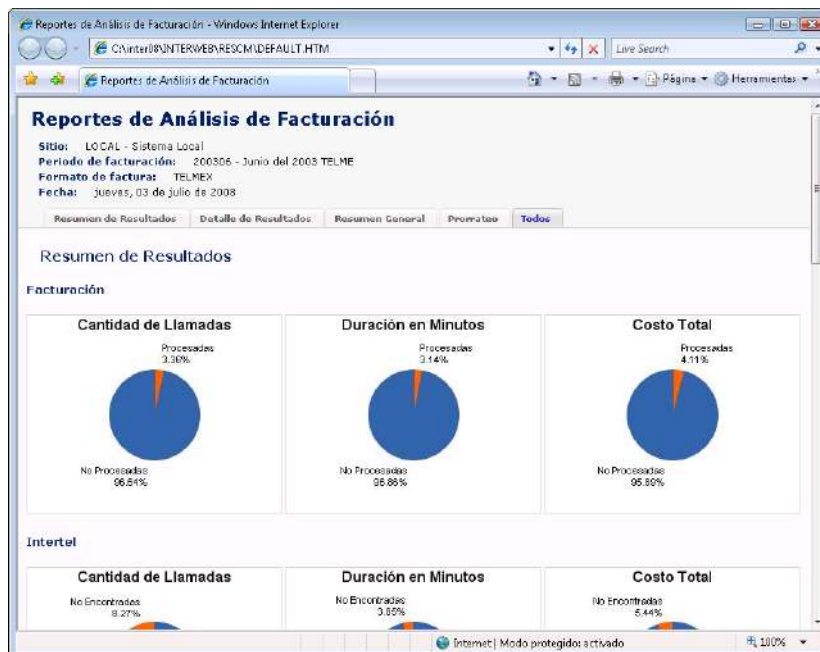 Reportes de Análisis de Facturación - Windows Internet Explorer
C:\inter08\INTERWEB\RESCM\DEFAULT.HTM
Live Search
Reportes de Análisis de Facturación
Página
Herramientas
Reportes de Análisis de Facturación
Sitio: LOCAL - Sistema Local
Periodo de facturación: 200306 - Junio del 2003 TELME
Formato de factura: TELMEX
Fecha: jueves, 03 de julio de 2008
Resumen de Resultados Detalle de Resultados Resumen General Prorrateo Todos
Resumen de Resultados
Facturación
Cantidad de Llamadas
Procesadas
3.36%
No Procesadas
96.64%
Duración en Minutos
Procesadas
3.14%
No Procesadas
96.86%
Costo Total
Procesadas
4.11%
No Procesadas
95.89%
Intertel
Cantidad de Llamadas
No Encontradas
8.27%
Duración en Minutos
No Encontradas
3.85%
Costo Total
No Encontradas
5.44%
Internet | Modo protegido: activado
100%